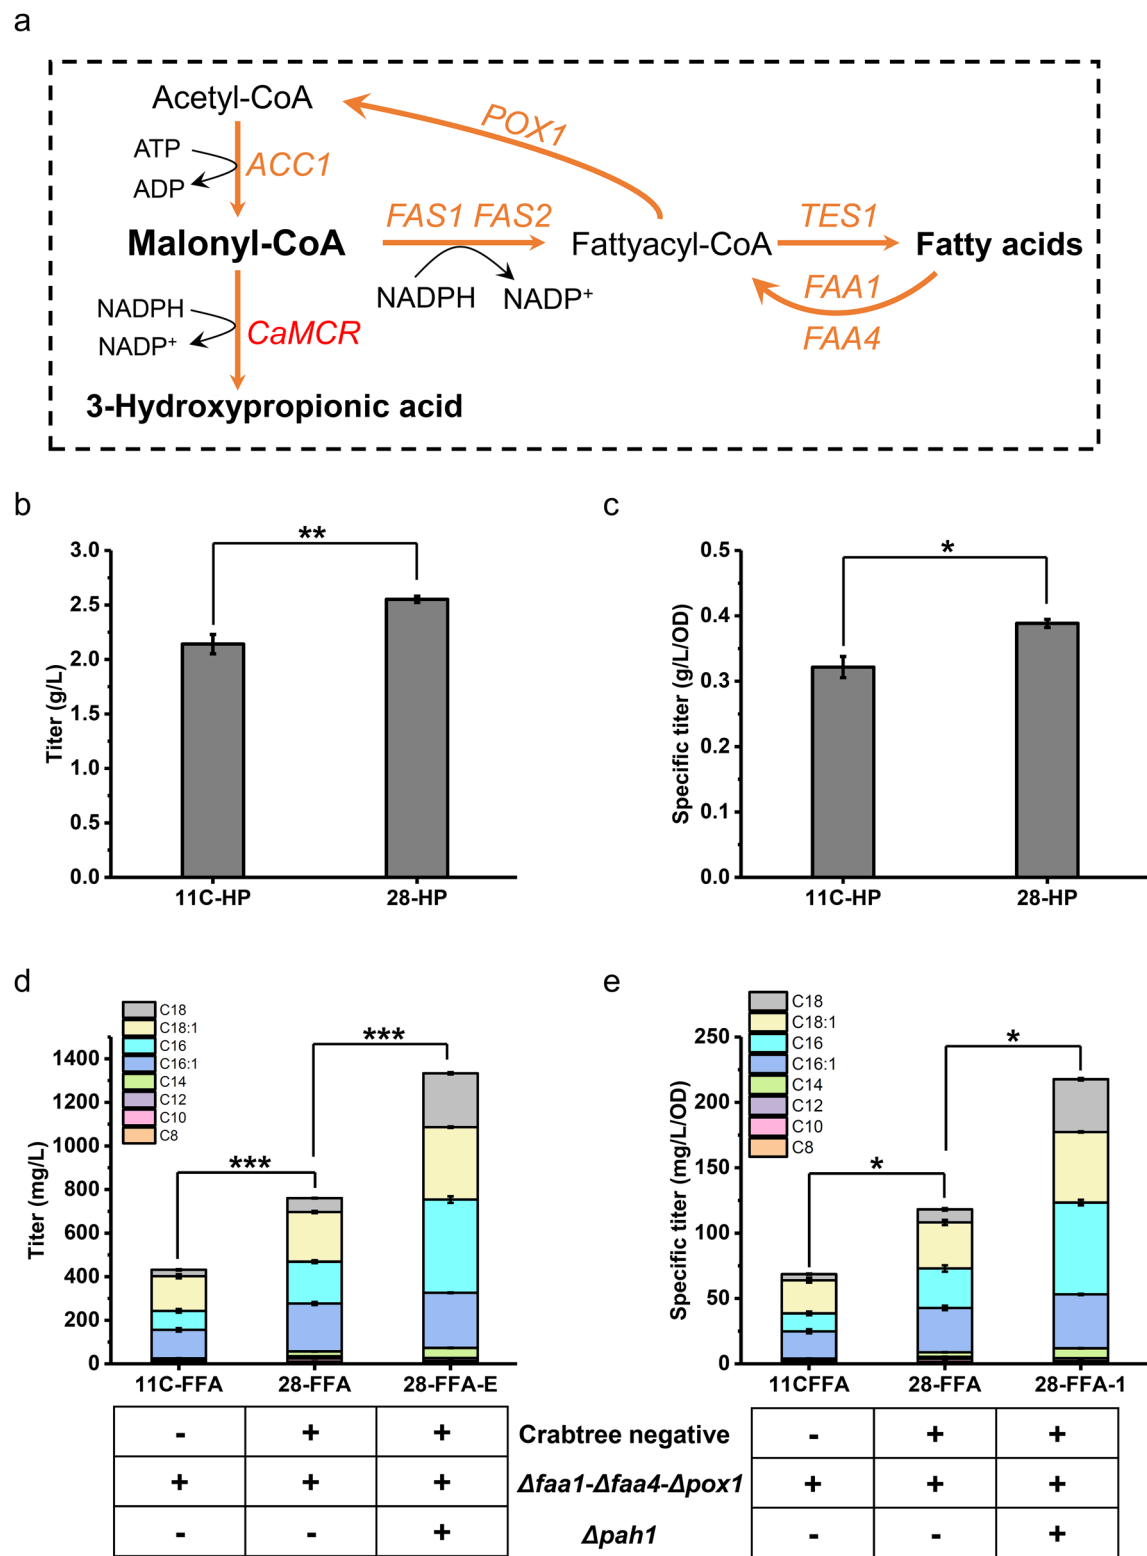 a
Acetyl-CoA
POX1
ATP
ACC1
ADP
FAS1 FAS2
TES1
Malonyl-CoA
Fattyacyl-CoA
Fatty acids
NADPH
NADPH
NADP+
FAA1
CaMCR
NADP+
FAA4
3-Hydroxypropionic acid
b
**
3.0
2.5
2.0
1.5
1.0
0.5
0.0
Titer (g/L)
11C-HP
28-HP
c
*
0.5
0.4
0.3
0.2
0.1
0.0
Specific titer (g/L/OD)
11C-HP
28-HP
d
C18
C18:1
C16
C16:1
C14
C12
C10
C8
***
***
1400
1200
1000
800
600
400
200
0
Titer (mg/L)
11C-FFA
28-FFA
28-FFA-E
e
C18
C18:1
C16
C16:1
C14
C12
C10
C8
*
*
250
200
150
100
50
0
Specific titer (mg/L/OD)
11CFFA
28-FFA
28-FFA-1
- + + Crabtree negative - + +
+ + + Δfaa1-Δfaa4-Δpox1 + + +
- - + Δpah1 - - +